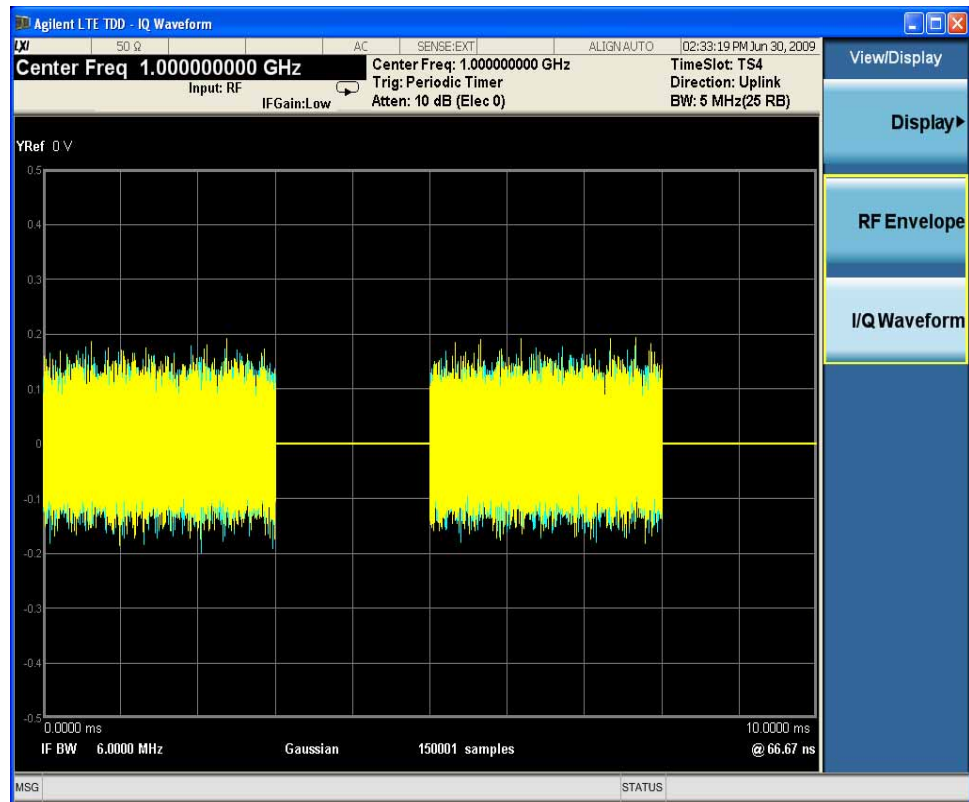 Agilent LTE TDD - IQ Waveform
LXI 50 Ω AC SENSE:EXT ALIGN AUTO 02:33:19 PM Jun 30, 2009
Center Freq 1.000000000 GHz
Input: RF
IFGain:Low
Center Freq: 1.000000000 GHz
Trig: Periodic Timer
Atten: 10 dB (Elec 0)
TimeSlot: TS4
Direction: Uplink
BW: 5 MHz(25 RB)
View/Display
Display
RF Envelope
I/Q Waveform
YRef 0 V
0.5
0.4
0.3
0.2
0.1
0
-0.1
-0.2
-0.3
-0.4
-0.5
0.0000 ms 10.0000 ms
IF BW 6.0000 MHz Gaussian 150001 samples @ 66.67 ns
MSG STATUS